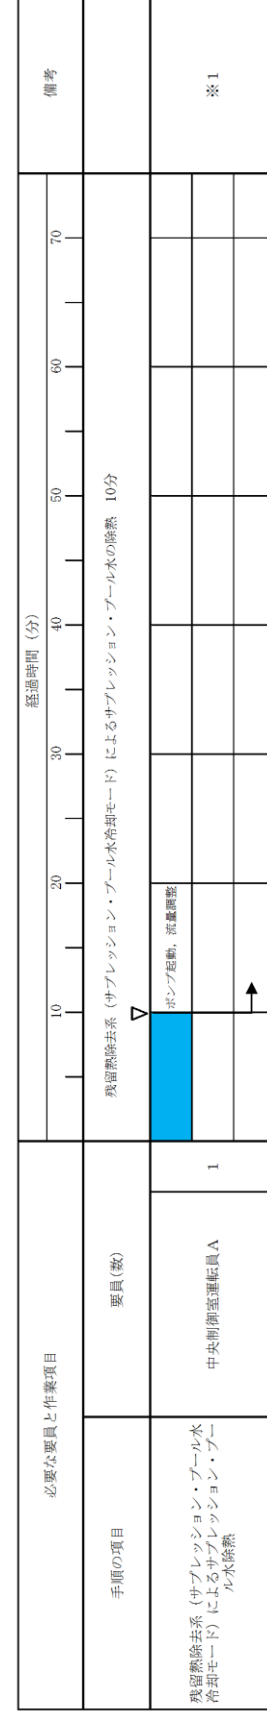 必要な要員と作業項目
経過時間（分）
備考
10 20 30 40 50 60 70
手順の項目
要員(数)
残留熱除去系（サプレッション・プール水冷却モード）によるサプレッション・プール水の除熱　10分
残留熱除去系（サプレッション・プール水
冷却モード）によるサプレッション・プー
ル水除熱
中央制御室運転員A
1
ポンプ起動，流量調整
※1